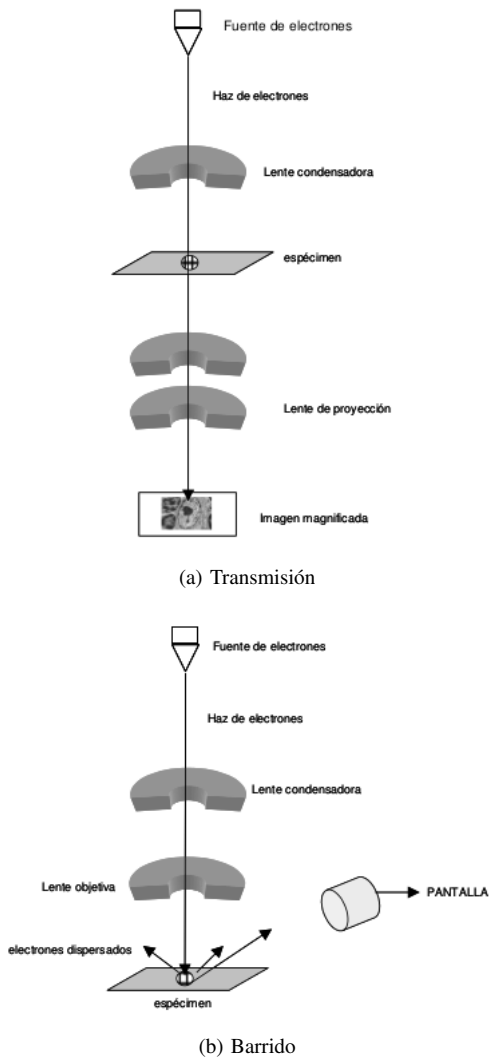 Fuente de electrones
Haz de electrones
Lente condensadora
espécimen
Lente de proyección
Imagen magnificada
(a) Transmisión
Fuente de electrones
Haz de electrones
Lente condensadora
Lente objetiva
PANTALLA
electrones dispersados
espécimen
(b) Barrido